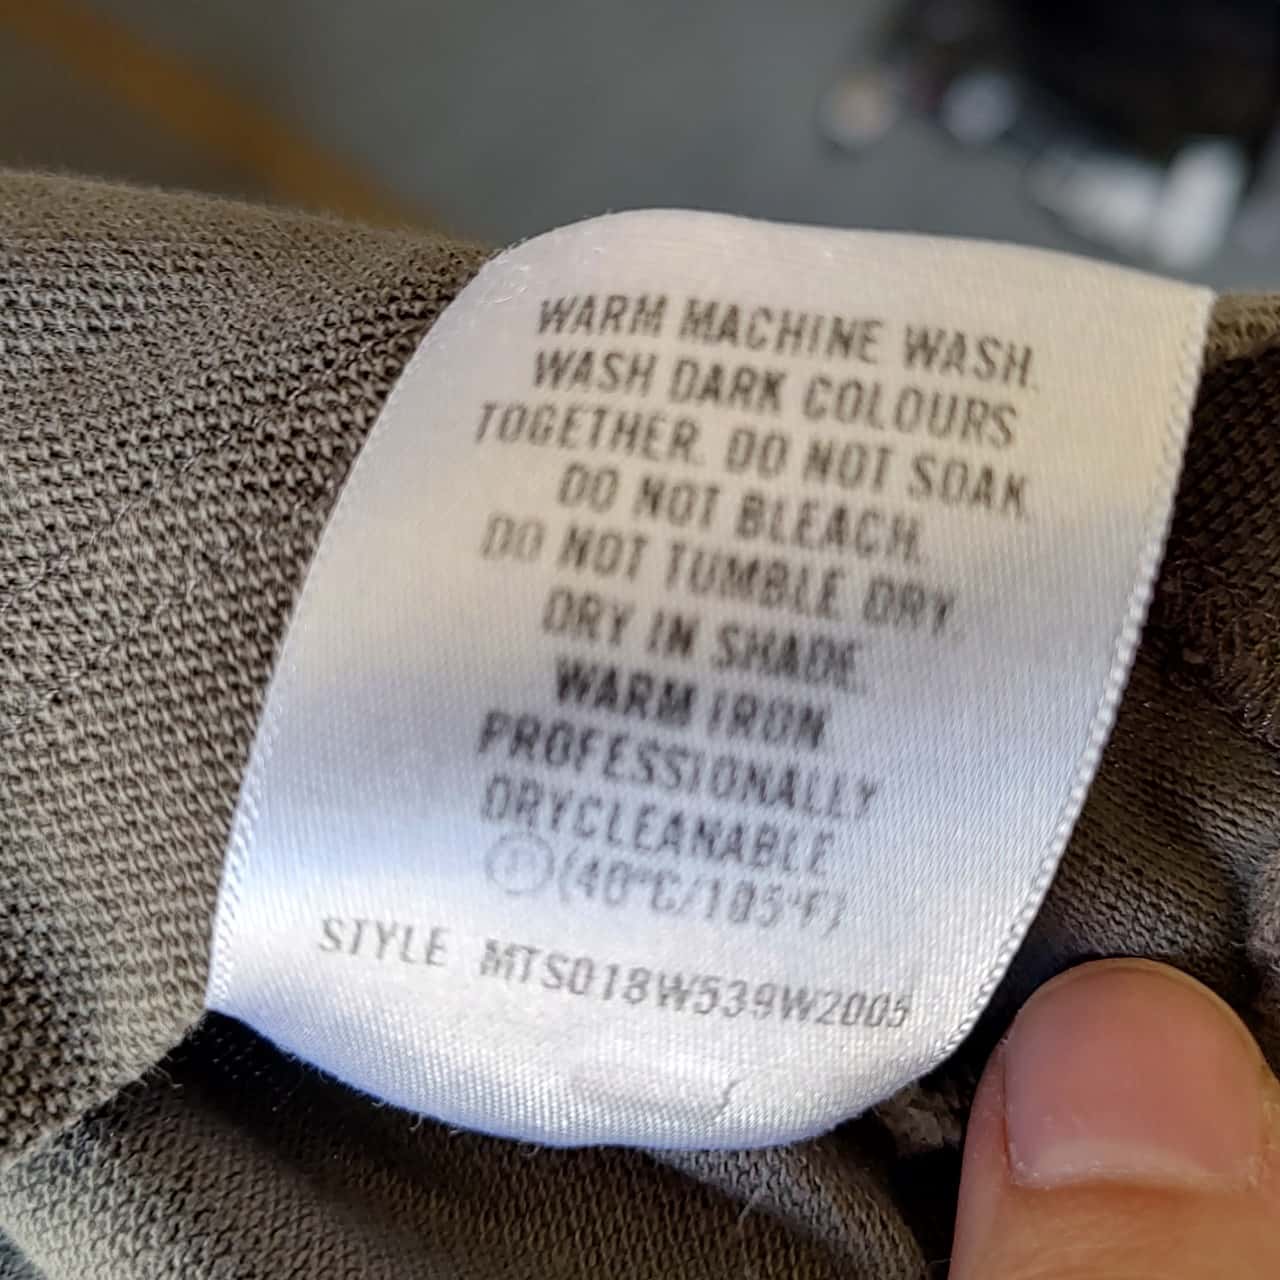 WARM MACHINE WASH.
WASH DARK COLOURS
TOGETHER. DO NOT SOAK
DO NOT BLEACH.
DO NOT TUMBLE DRY.
DRY IN SHADE
WARM IRON
PROFESSIONALLY
DRYCLEANABLE
(40°C/105°F)
STYLE MTS018W539W2005